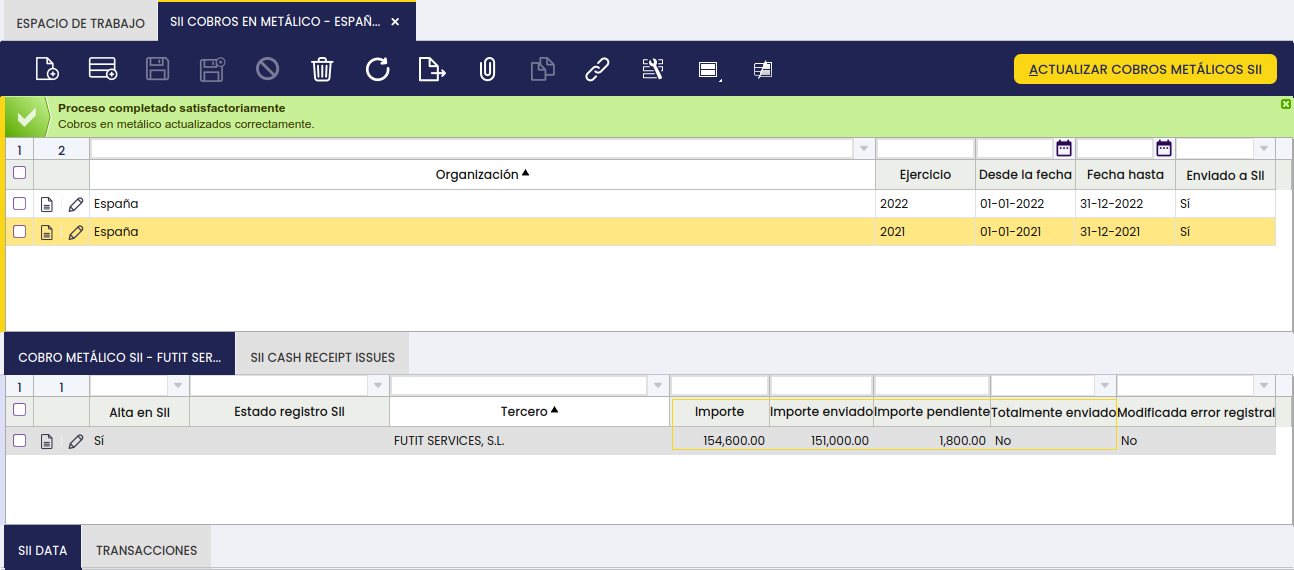 ESPACIO DE TRABAJO
SII COBROS EN METÁLICO - ESPAÑ...
ACTUALIZAR COBROS METÁLICOS SII
Proceso completado satisfactoriamente
Cobros en metálico actualizados correctamente.
1 2
Organización Ejercicio Desde la fecha Fecha hasta Enviado a SII
España 2022 01-01-2022 31-12-2022 Sí
España 2021 01-01-2021 31-12-2021 Sí
COBRO METÁLICO SII - FUTIT SER... SII CASH RECEIPT ISSUES
1 1
Alta en SII Estado registro SII Tercero Importe Importe enviado Importe pendiente Totalmente enviado Modificada error registral
Sí FUTIT SERVICES, S.L. 154,600.00 151,000.00 1,800.00 No No
SII DATA TRANSACCIONES